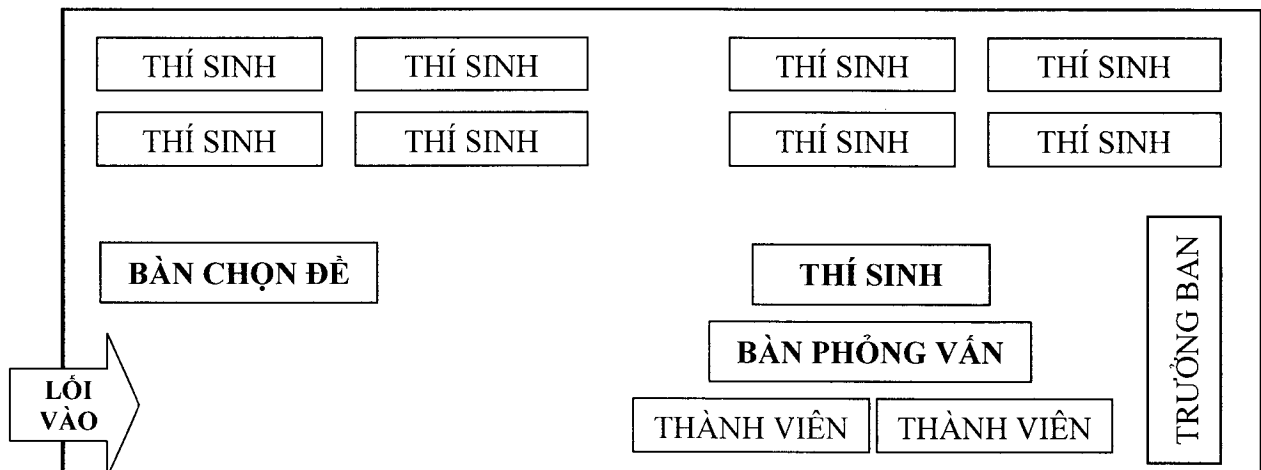 THÍ SINH THÍ SINH THÍ SINH THÍ SINH
THÍ SINH THÍ SINH THÍ SINH THÍ SINH
BÀN CHỌN ĐỀ
THÍ SINH
TRƯỞNG BAN
BÀN PHỎNG VẤN
LỐI
VÀO
THÀNH VIÊN THÀNH VIÊN